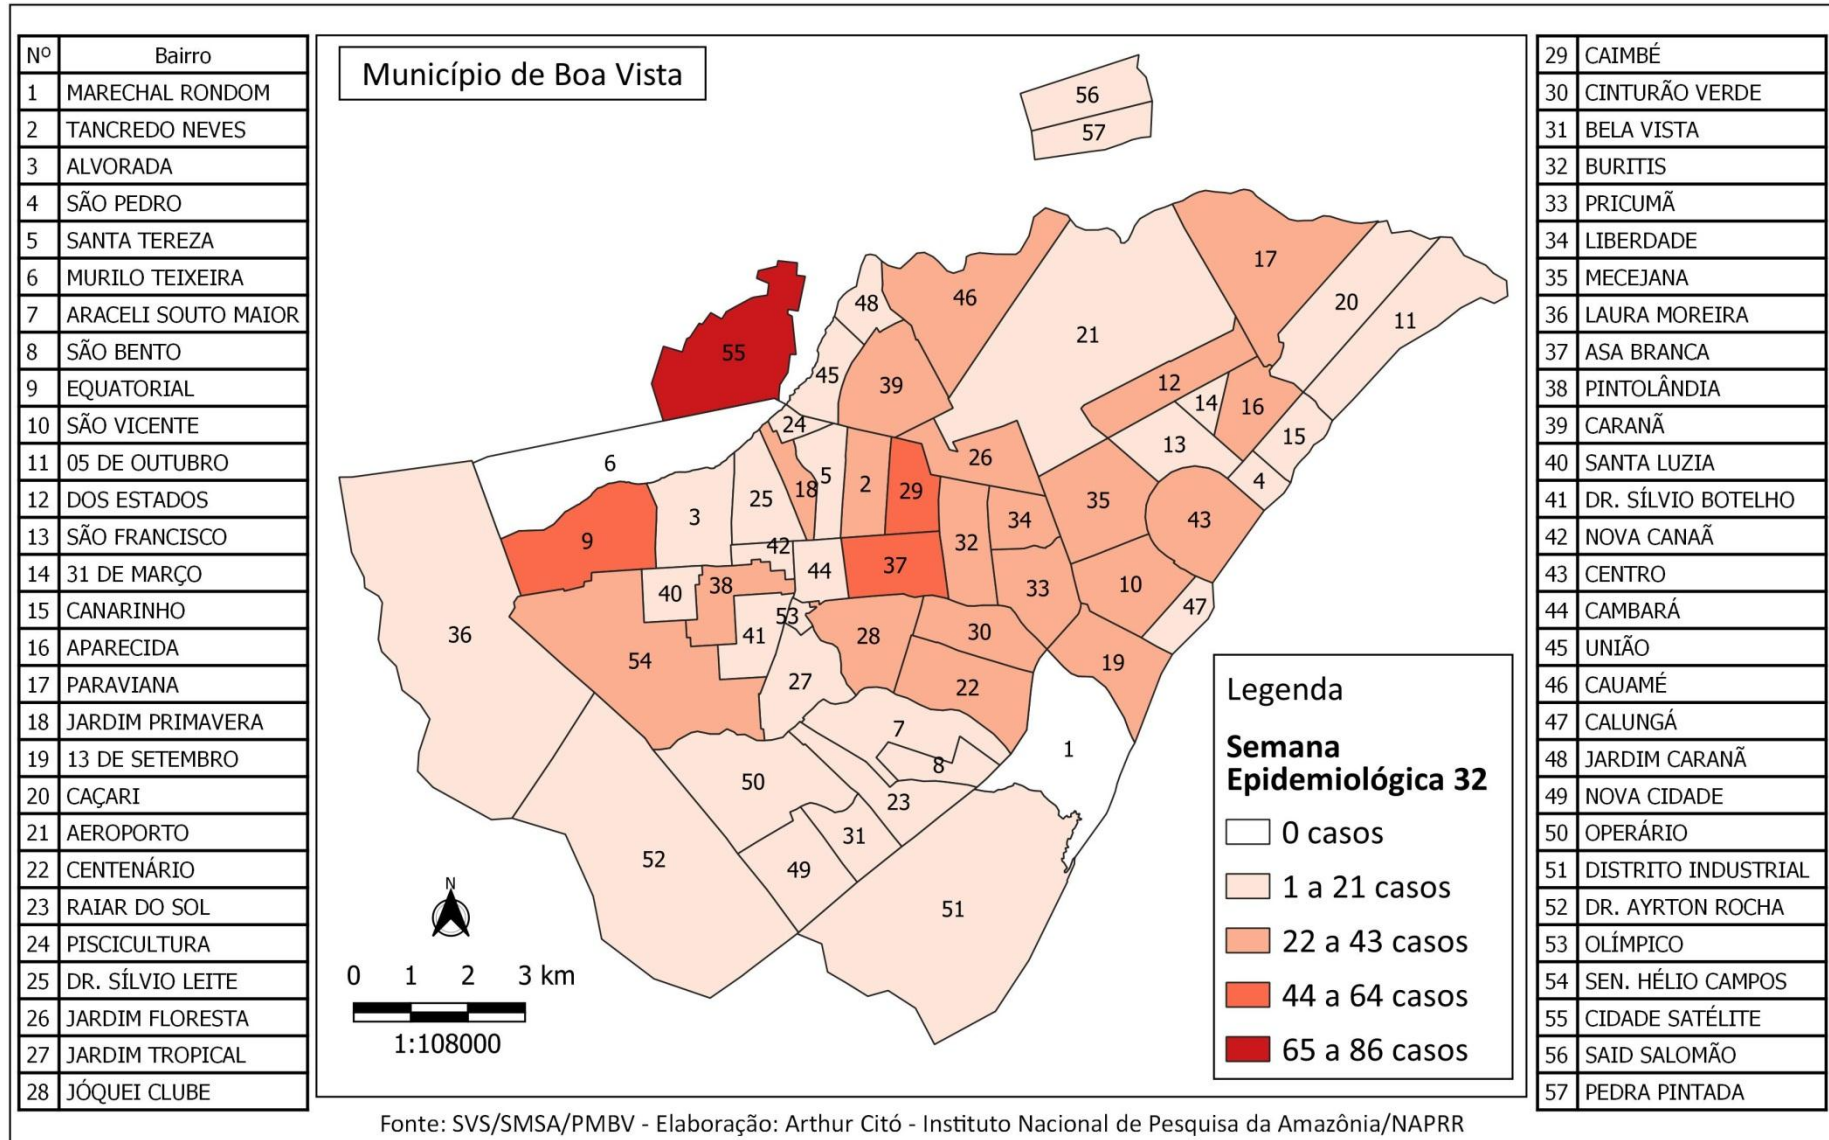 Nº Bairro
1 MARECHAL RONDOM
2 TANCREDO NEVES
3 ALVORADA
4 SÃO PEDRO
5 SANTA TEREZA
6 MURILO TEIXEIRA
7 ARACELI SOUTO MAIOR
8 SÃO BENTO
9 EQUATORIAL
10 SÃO VICENTE
11 05 DE OUTUBRO
12 DOS ESTADOS
13 SÃO FRANCISCO
14 31 DE MARÇO
15 CANARINHO
16 APARECIDA
17 PARAVIANA
18 JARDIM PRIMAVERA
19 13 DE SETEMBRO
20 CAÇARI
21 AEROPORTO
22 CENTENÁRIO
23 RAIAR DO SOL
24 PISCICULTURA
25 DR. SÍLVIO LEITE
26 JARDIM FLORESTA
27 JARDIM TROPICAL
28 JÓQUEI CLUBE
Município de Boa Vista
56
57
17
48
46
20
11
21
55
45
39
12
14
16
24
13
15
6
26
4
5
2
29
18
25
35
3
34
43
9
42
32
44
37
38
40
33
10
53
47
36
41
28
30
54
19
27
22
7
1
8
50
23
31
52
49
51
N
0 1 2 3 km
1:108000
Legenda
Semana
Epidemiológica 32
0 casos
1 a 21 casos
22 a 43 casos
44 a 64 casos
65 a 86 casos
29 CAIMBÉ
30 CINTURÃO VERDE
31 BELA VISTA
32 BURITIS
33 PRICUMÃ
34 LIBERDADE
35 MECEJANA
36 LAURA MOREIRA
37 ASA BRANCA
38 PINTOLÂNDIA
39 CARANÃ
40 SANTA LUZIA
41 DR. SÍLVIO BOTELHO
42 NOVA CANAÃ
43 CENTRO
44 CAMBARÁ
45 UNIÃO
46 CAUAMÉ
47 CALUNGÁ
48 JARDIM CARANÃ
49 NOVA CIDADE
50 OPERÁRIO
51 DISTRITO INDUSTRIAL
52 DR. AYRTON ROCHA
53 OLÍMPICO
54 SEN. HÉLIO CAMPOS
55 CIDADE SATÉLITE
56 SAID SALOMÃO
57 PEDRA PINTADA
Fonte: SVS/SMSA/PMBV - Elaboração: Arthur Citó - Instituto Nacional de Pesquisa da Amazônia/NAPRR